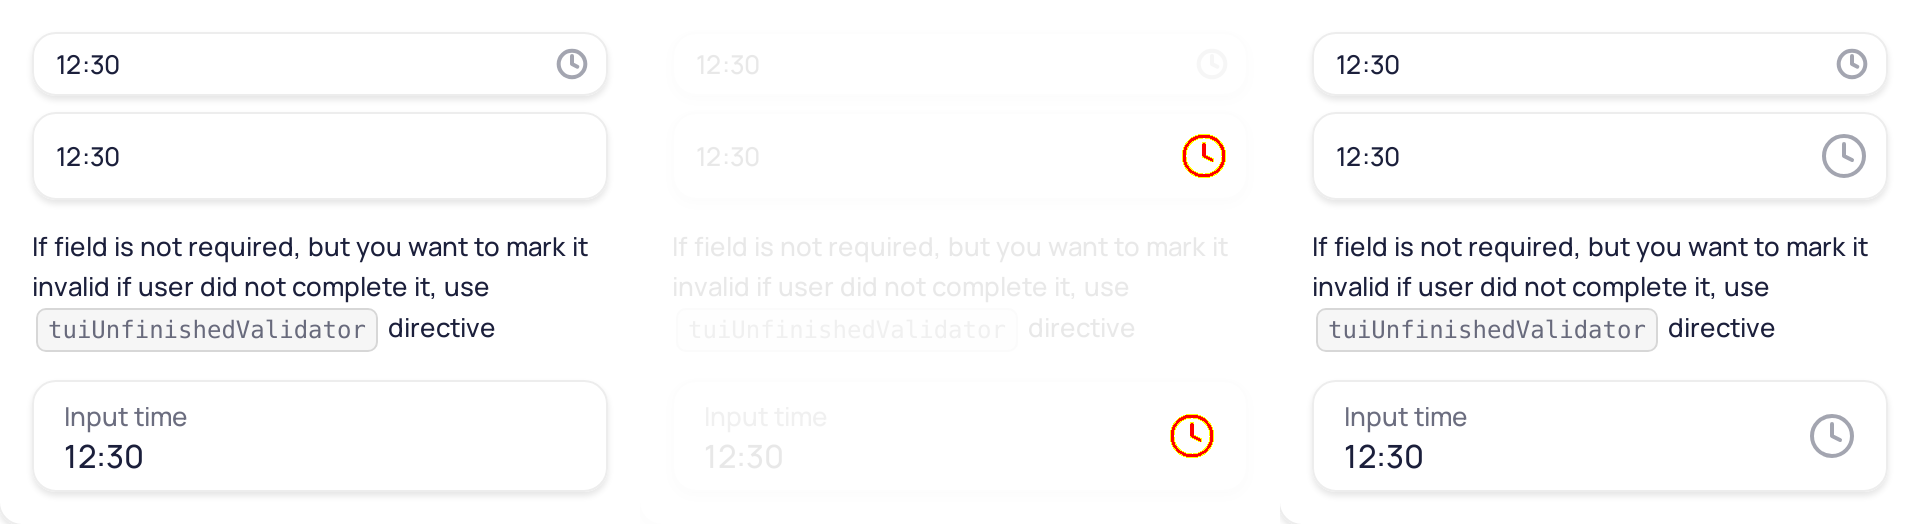 12:30
12:30
If field is not required, but you want to mark it
invalid if user did not complete it, use
tuiUnfinishedValidator directive
Input time
12:30
12:30
12:30
If field is not required, but you want to mark it
invalid if user did not complete it, use
tuiUnfinishedValidator directive
Input time
12:30
12:30
12:30
If field is not required, but you want to mark it
invalid if user did not complete it, use
tuiUnfinishedValidator directive
Input time
12:30